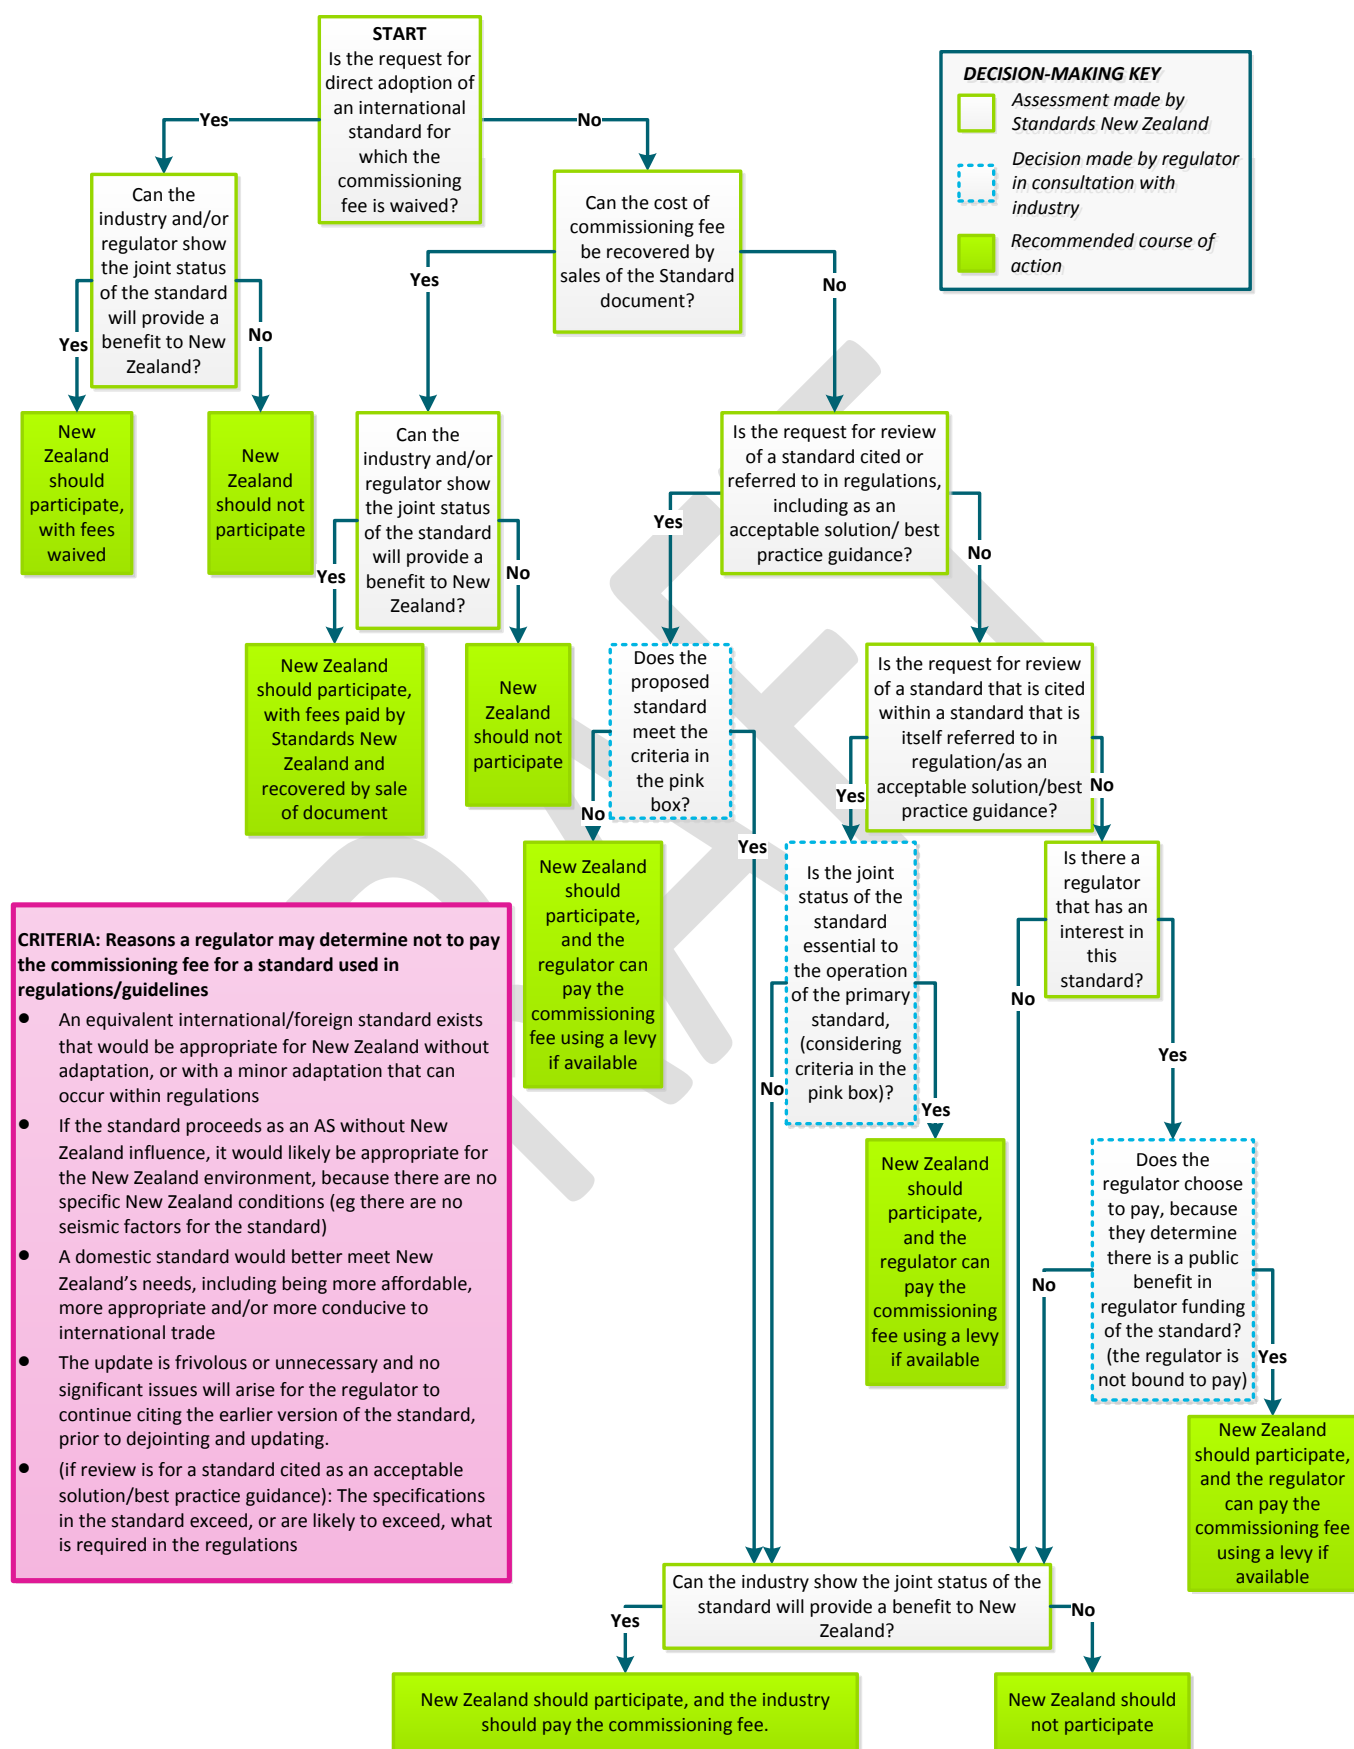 START
Is the request for
direct adoption of
an international
standard for
which the
commissioning
fee is waived?
DECISION-MAKING KEY
Assessment made by
Standards New Zealand
Decision made by regulator
in consultation with
industry
Recommended course of
action
Yes
No
Can the
industry and/or
regulator show
the joint status
of the standard
will provide a
benefit to New
Zealand?
Can the cost of
commissioning fee
be recovered by
sales of the Standard
document?
Yes
No
Yes
No
New
Zealand
should
participate,
with fees
waived
New
Zealand
should not
participate
Can the
industry and/or
regulator show
the joint status
of the standard
will provide a
benefit to New
Zealand?
Is the request for review
of a standard cited or
referred to in regulations,
including as an
acceptable solution/ best
practice guidance?
Yes
No
Yes
No
New Zealand
should participate,
with fees paid by
Standards New
Zealand and
recovered by sale
of document
New
Zealand
should not
participate
Does the
proposed
standard
meet the
criteria in
the pink
box?
Is the request for review
of a standard that is cited
within a standard that is
itself referred to in
regulation/as an
acceptable solution/best
practice guidance?
No
Yes
Yes
No
New Zealand
should
participate,
and the
regulator can
pay the
commissioning
fee using a levy
if available
Is the joint
status of the
standard
essential to
the operation
of the primary
standard,
(considering
criteria in the
pink box)?
Is there a
regulator
that has an
interest in
this
standard?
No
Yes
No
Yes
New Zealand
should
participate,
and the
regulator can
pay the
commissioning
fee using a levy
if available
Does the
regulator choose
to pay, because
they determine
there is a public
benefit in
regulator funding
of the standard?
(the regulator is
not bound to pay)
No
Yes
New Zealand
should participate,
and the regulator
can pay the
commissioning fee
using a levy if
available
CRITERIA: Reasons a regulator may determine not to pay
the commissioning fee for a standard used in
regulations/guidelines
● An equivalent international/foreign standard exists
that would be appropriate for New Zealand without
adaptation, or with a minor adaptation that can
occur within regulations
● If the standard proceeds as an AS without New
Zealand influence, it would likely be appropriate for
the New Zealand environment, because there are no
specific New Zealand conditions (eg there are no
seismic factors for the standard)
● A domestic standard would better meet New
Zealand's needs, including being more affordable,
more appropriate and/or more conducive to
international trade
● The update is frivolous or unnecessary and no
significant issues will arise for the regulator to
continue citing the earlier version of the standard,
prior to dejointing and updating.
● (if review is for a standard cited as an acceptable
solution/best practice guidance): The specifications
in the standard exceed, or are likely to exceed, what
is required in the regulations
Can the industry show the joint status of the
standard will provide a benefit to New
Zealand?
Yes
No
New Zealand should participate, and the industry
should pay the commissioning fee.
New Zealand should
not participate
DRAFT